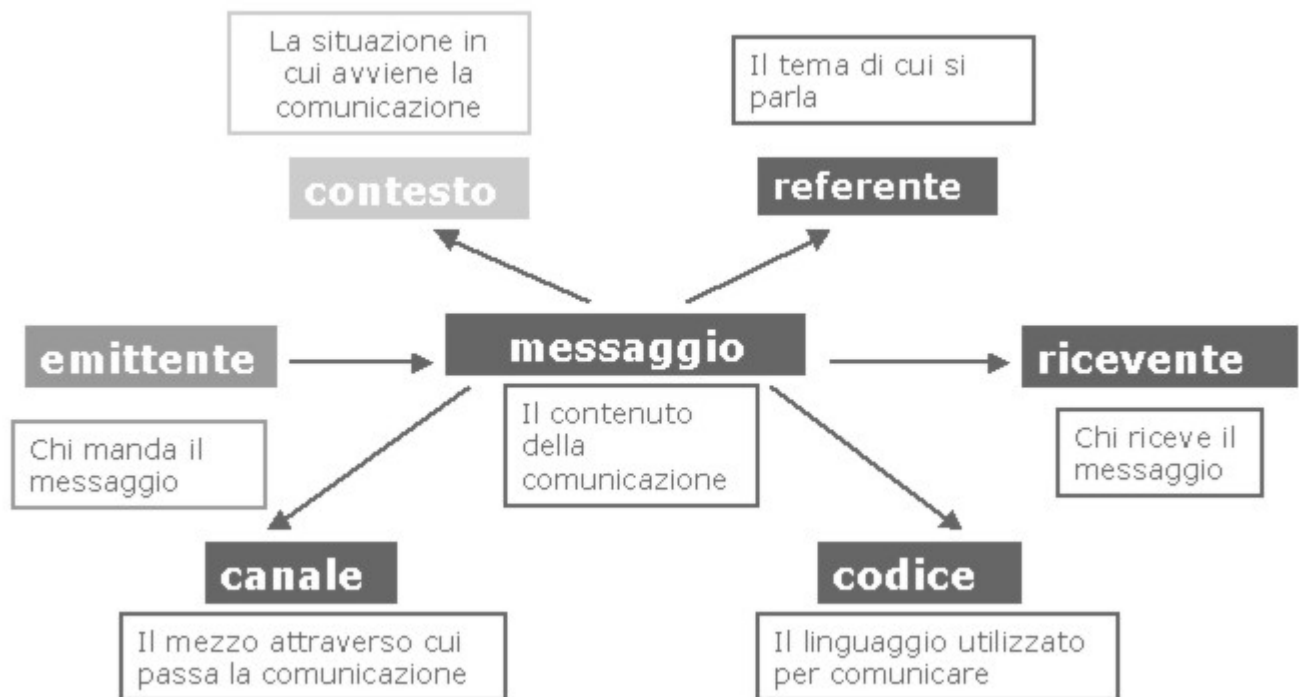 La situazione in
cui avviene la
comunicazione
Il tema di cui si
parla
contesto
referente
emittente
messaggio
ricevente
Chi manda il
messaggio
Il contenuto
della
comunicazione
Chi riceve il
messaggio
canale
codice
Il mezzo attraverso cui
passa la comunicazione
Il linguaggio utilizzato
per comunicare